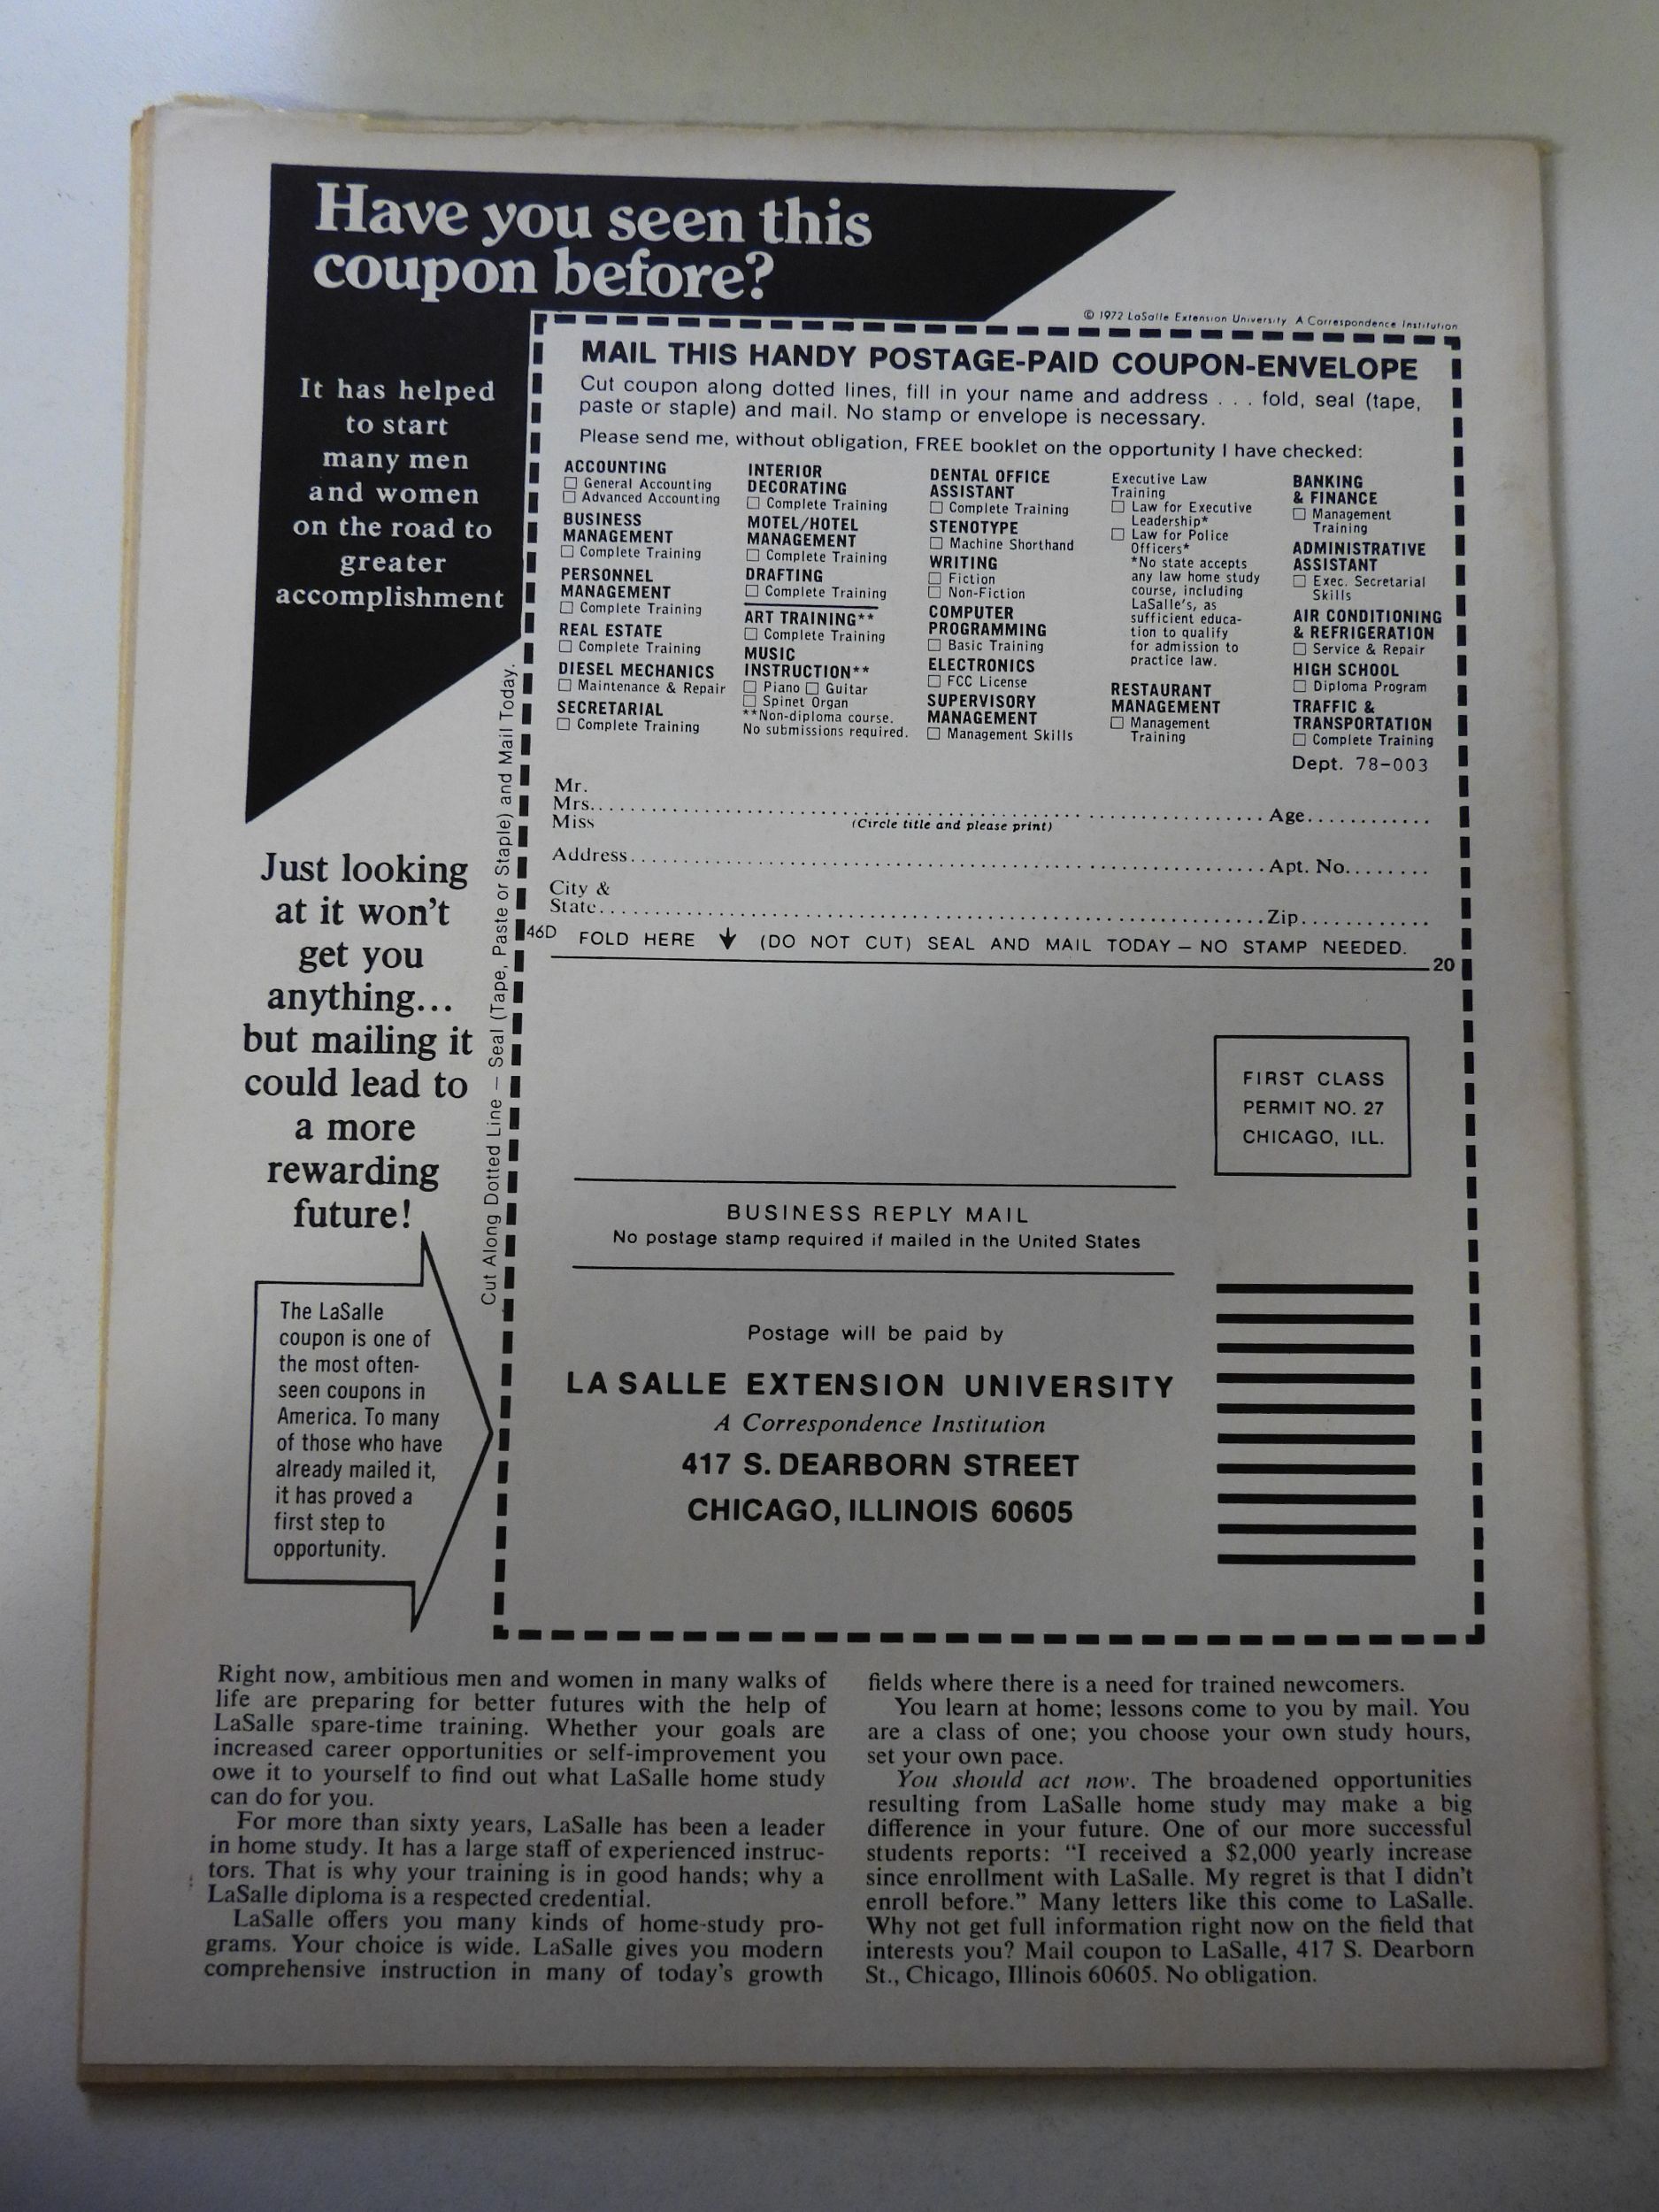 Have you seen this
coupon before?
It has helped
to start
many men
and women
on the road to
greater
accomplishment
Just looking
at it won't
get you
anything...
but mailing it
could lead to
a more
rewarding
future!
The LaSalle
coupon is one of
the most often-
seen coupons in
America. To many
of those who have
already mailed it,
it has proved a
first step to
opportunity.
Cut Along Dotted Line — Seal (Tape, Paste or Staple) and Mail Today.
© 1972 LaSalle Extension University A Correspondence Institution
MAIL THIS HANDY POSTAGE-PAID COUPON-ENVELOPE
Cut coupon along dotted lines, fill in your name and address . . . fold, seal (tape,
paste or staple) and mail. No stamp or envelope is necessary.
Please send me, without obligation, FREE booklet on the opportunity I have checked:
ACCOUNTING
☐ General Accounting
☐ Advanced Accounting
BUSINESS
MANAGEMENT
☐ Complete Training
PERSONNEL
MANAGEMENT
☐ Complete Training
REAL ESTATE
☐ Complete Training
DIESEL MECHANICS
☐ Maintenance & Repair
SECRETARIAL
☐ Complete Training
INTERIOR
DECORATING
☐ Complete Training
MOTEL/HOTEL
MANAGEMENT
☐ Complete Training
DRAFTING
☐ Complete Training
ART TRAINING**
☐ Complete Training
MUSIC
INSTRUCTION**
☐ Piano ☐ Guitar
☐ Spinet Organ
**Non-diploma course.
No submissions required.
DENTAL OFFICE
ASSISTANT
☐ Complete Training
STENOTYPE
☐ Machine Shorthand
WRITING
☐ Fiction
☐ Non-Fiction
COMPUTER
PROGRAMMING
☐ Basic Training
ELECTRONICS
☐ FCC License
SUPERVISORY
MANAGEMENT
☐ Management Skills
Executive Law
Training
☐ Law for Executive
Leadership*
☐ Law for Police
Officers*
*No state accepts
any law home study
course, including
LaSalle's, as
sufficient educa-
tion to qualify
for admission to
practice law.
RESTAURANT
MANAGEMENT
☐ Management
Training
BANKING
& FINANCE
☐ Management
Training
ADMINISTRATIVE
ASSISTANT
☐ Exec. Secretarial
Skills
AIR CONDITIONING
& REFRIGERATION
☐ Service & Repair
HIGH SCHOOL
☐ Diploma Program
TRAFFIC &
TRANSPORTATION
☐ Complete Training
Dept. 78-003
Mr.
Mrs. Age
Miss (Circle title and please print)
Address Apt. No.
City &
State Zip
46D FOLD HERE ↓ (DO NOT CUT) SEAL AND MAIL TODAY — NO STAMP NEEDED.
20
FIRST CLASS
PERMIT NO. 27
CHICAGO, ILL.
BUSINESS REPLY MAIL
No postage stamp required if mailed in the United States
Postage will be paid by
LA SALLE EXTENSION UNIVERSITY
A Correspondence Institution
417 S. DEARBORN STREET
CHICAGO, ILLINOIS 60605
Right now, ambitious men and women in many walks of
life are preparing for better futures with the help of
LaSalle spare-time training. Whether your goals are
increased career opportunities or self-improvement you
owe it to yourself to find out what LaSalle home study
can do for you.
For more than sixty years, LaSalle has been a leader
in home study. It has a large staff of experienced instruc-
tors. That is why your training is in good hands; why a
LaSalle diploma is a respected credential.
LaSalle offers you many kinds of home-study pro-
grams. Your choice is wide. LaSalle gives you modern
comprehensive instruction in many of today's growth
fields where there is a need for trained newcomers.
You learn at home; lessons come to you by mail. You
are a class of one; you choose your own study hours,
set your own pace.
You should act now. The broadened opportunities
resulting from LaSalle home study may make a big
difference in your future. One of our more successful
students reports: "I received a $2,000 yearly increase
since enrollment with LaSalle. My regret is that I didn't
enroll before." Many letters like this come to LaSalle.
Why not get full information right now on the field that
interests you? Mail coupon to LaSalle, 417 S. Dearborn
St., Chicago, Illinois 60605. No obligation.